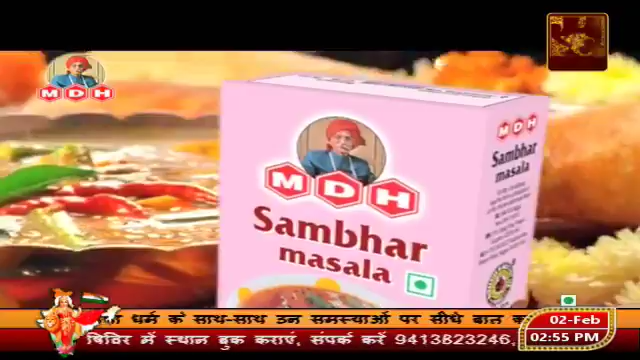 MDH
MDH
Sambhar
masala
MDH
Sambhar
masala
धर्म के साथ-साथ उन समस्याओं पर सीधे बात क
शिविर में स्थान बुक कराएं, संपर्क करें 9413823246,
02-Feb
02:55 PM